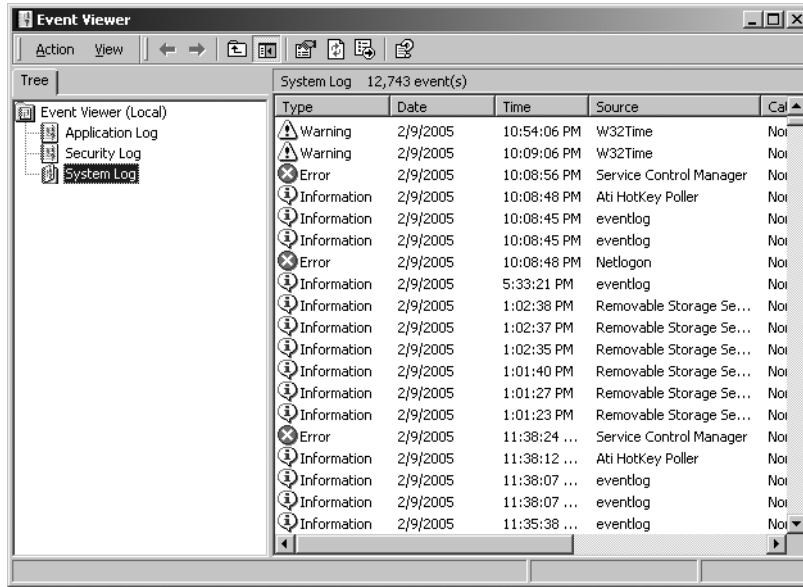 Event Viewer
Action View
Tree
System Log 12,743 event(s)
Event Viewer (Local)
Application Log
Security Log
System Log
Type Date Time Source
Warning 2/9/2005 10:54:06 PM W32Time
Warning 2/9/2005 10:09:06 PM W32Time
Error 2/9/2005 10:08:56 PM Service Control Manager
Information 2/9/2005 10:08:48 PM Ati HotKey Poller
Information 2/9/2005 10:08:45 PM eventlog
Information 2/9/2005 10:08:45 PM eventlog
Error 2/9/2005 10:08:48 PM Netlogon
Information 2/9/2005 5:33:21 PM eventlog
Information 2/9/2005 1:02:38 PM Removable Storage Se...
Information 2/9/2005 1:02:37 PM Removable Storage Se...
Information 2/9/2005 1:02:35 PM Removable Storage Se...
Information 2/9/2005 1:01:40 PM Removable Storage Se...
Information 2/9/2005 1:01:27 PM Removable Storage Se...
Information 2/9/2005 1:01:23 PM Removable Storage Se...
Error 2/9/2005 11:38:24 ... Service Control Manager
Information 2/9/2005 11:38:12 ... Ati HotKey Poller
Information 2/9/2005 11:38:07 ... eventlog
Information 2/9/2005 11:38:07 ... eventlog
Information 2/9/2005 11:35:38 ... eventlog